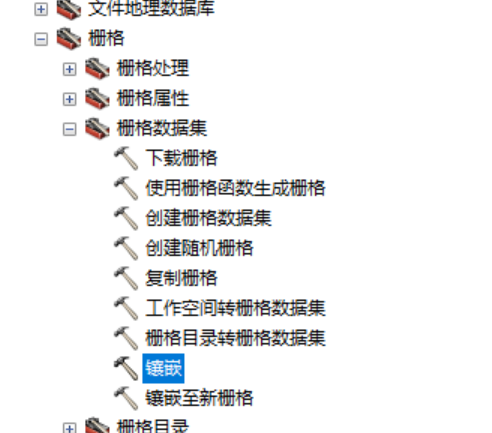 文件地理数据库
栅格
栅格处理
栅格属性
栅格数据集
下载栅格
使用栅格函数生成栅格
创建栅格数据集
创建随机栅格
复制栅格
工作空间转栅格数据集
栅格目录转栅格数据集
镶嵌
镶嵌至新栅格
栅格目录